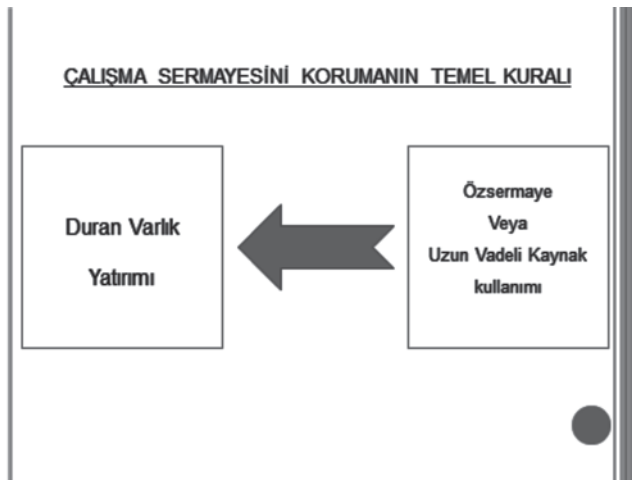 ÇALIŞMA SERMAYESİNİ KORUMANIN TEMEL KURALI
Duran Varlık
Yatırımı
Özsermaye
Veya
Uzun Vadeli Kaynak
kullanımı